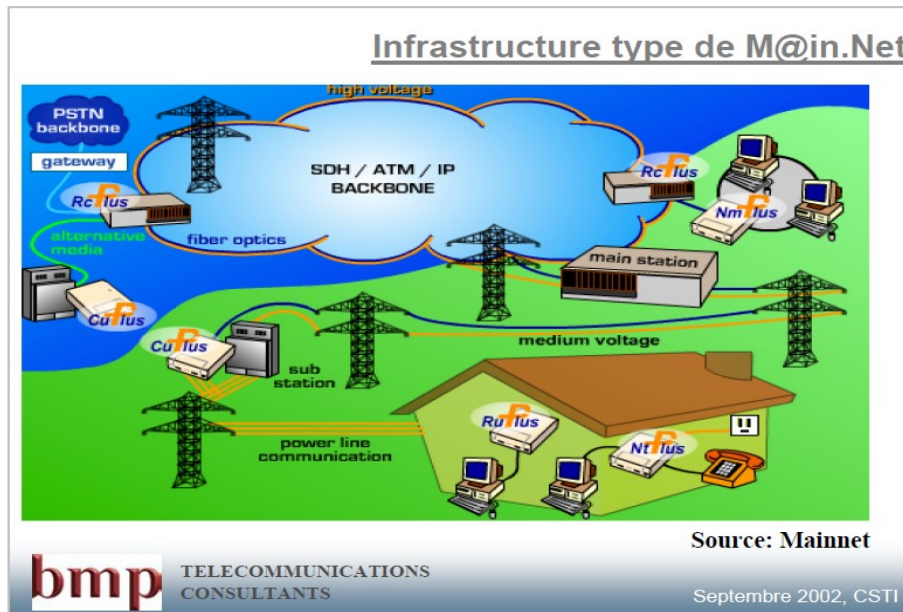 Infrastructure type de M@in.Net
high voltage
PSTN
backbone
gateway
SDH / ATM / IP
BACKBONE
RcPlus
RcPlus
NmPlus
alternative
media
fiber optics
main station
CuPlus
CuPlus
medium voltage
sub
station
RuPlus
power line
communication
NtPlus
Source: Mainnet
bmp
TELECOMMUNICATIONS
CONSULTANTS
Septembre 2002, CSTI